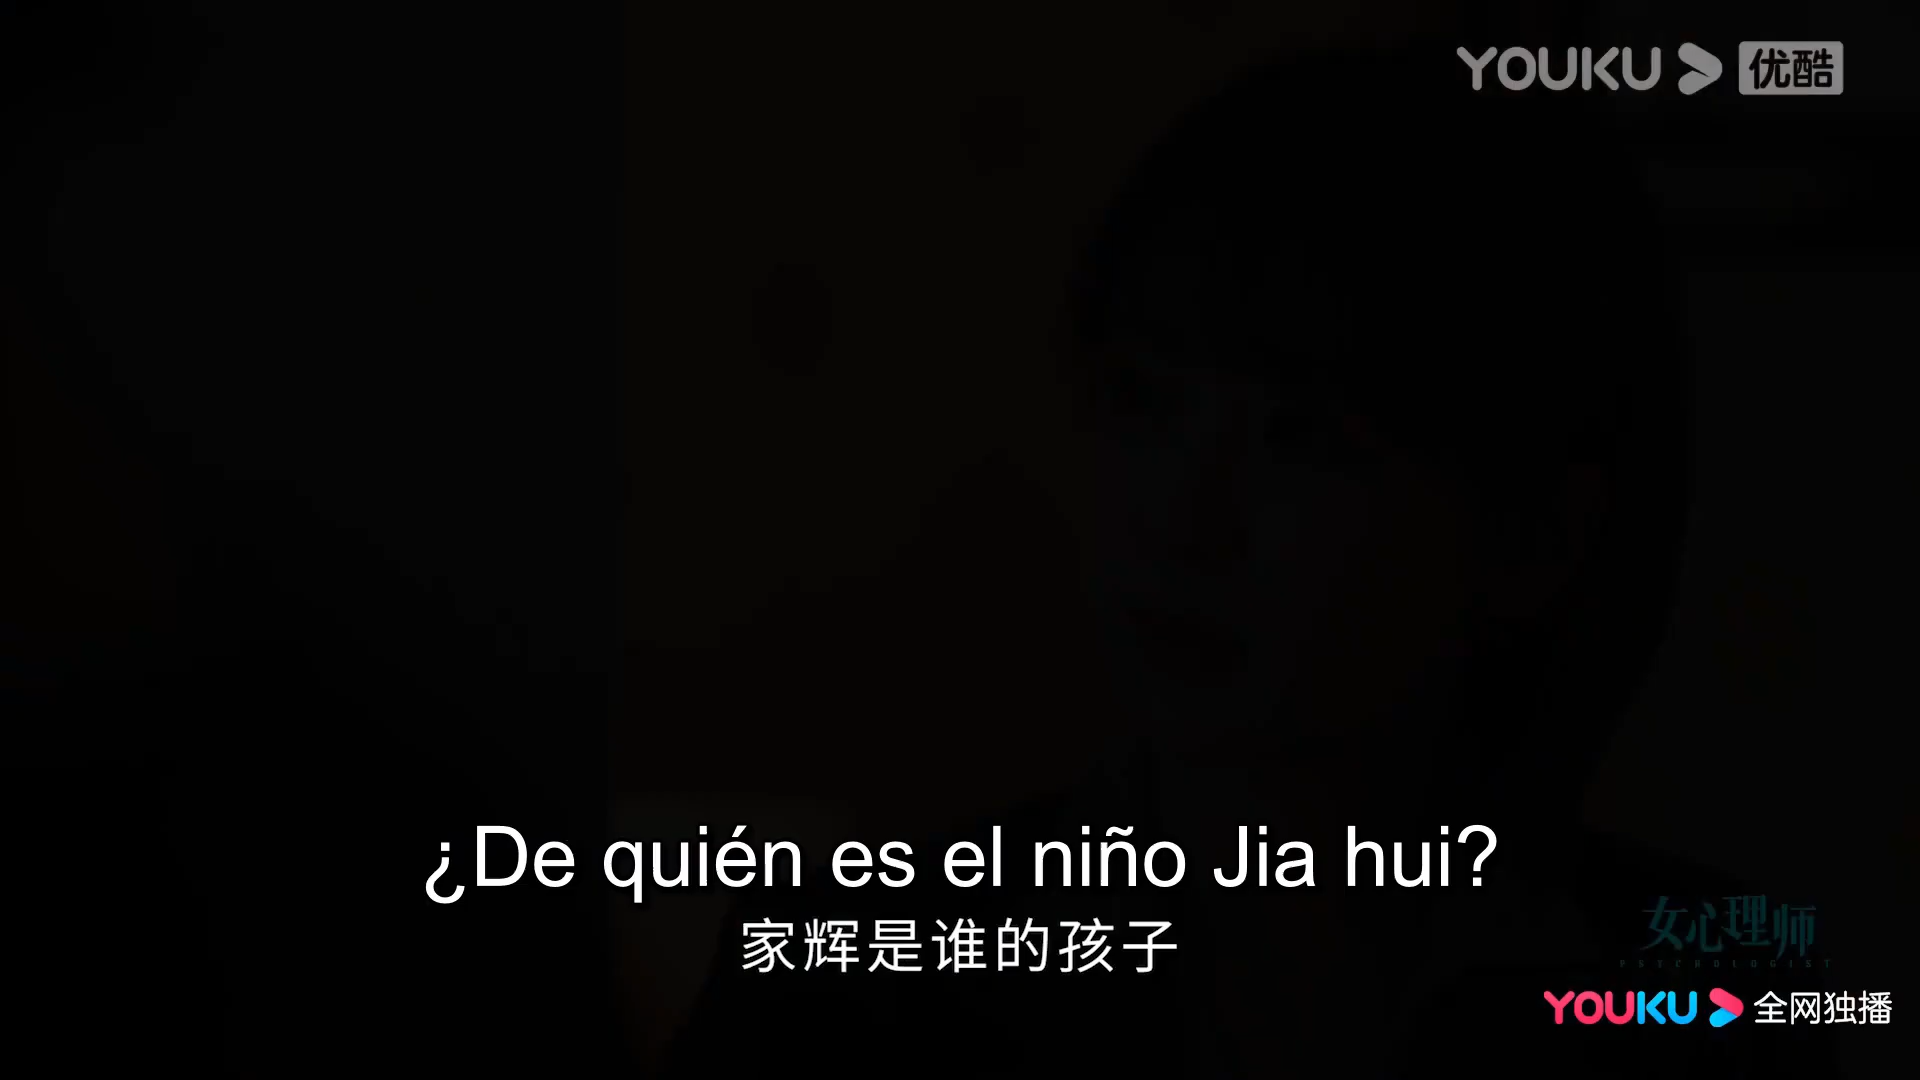 YOUKU 优酷
¿De quién es el niño Jia hui?
家辉是谁的孩子
女心理师
PSYCHOLOGIST
YOUKU 全网独播